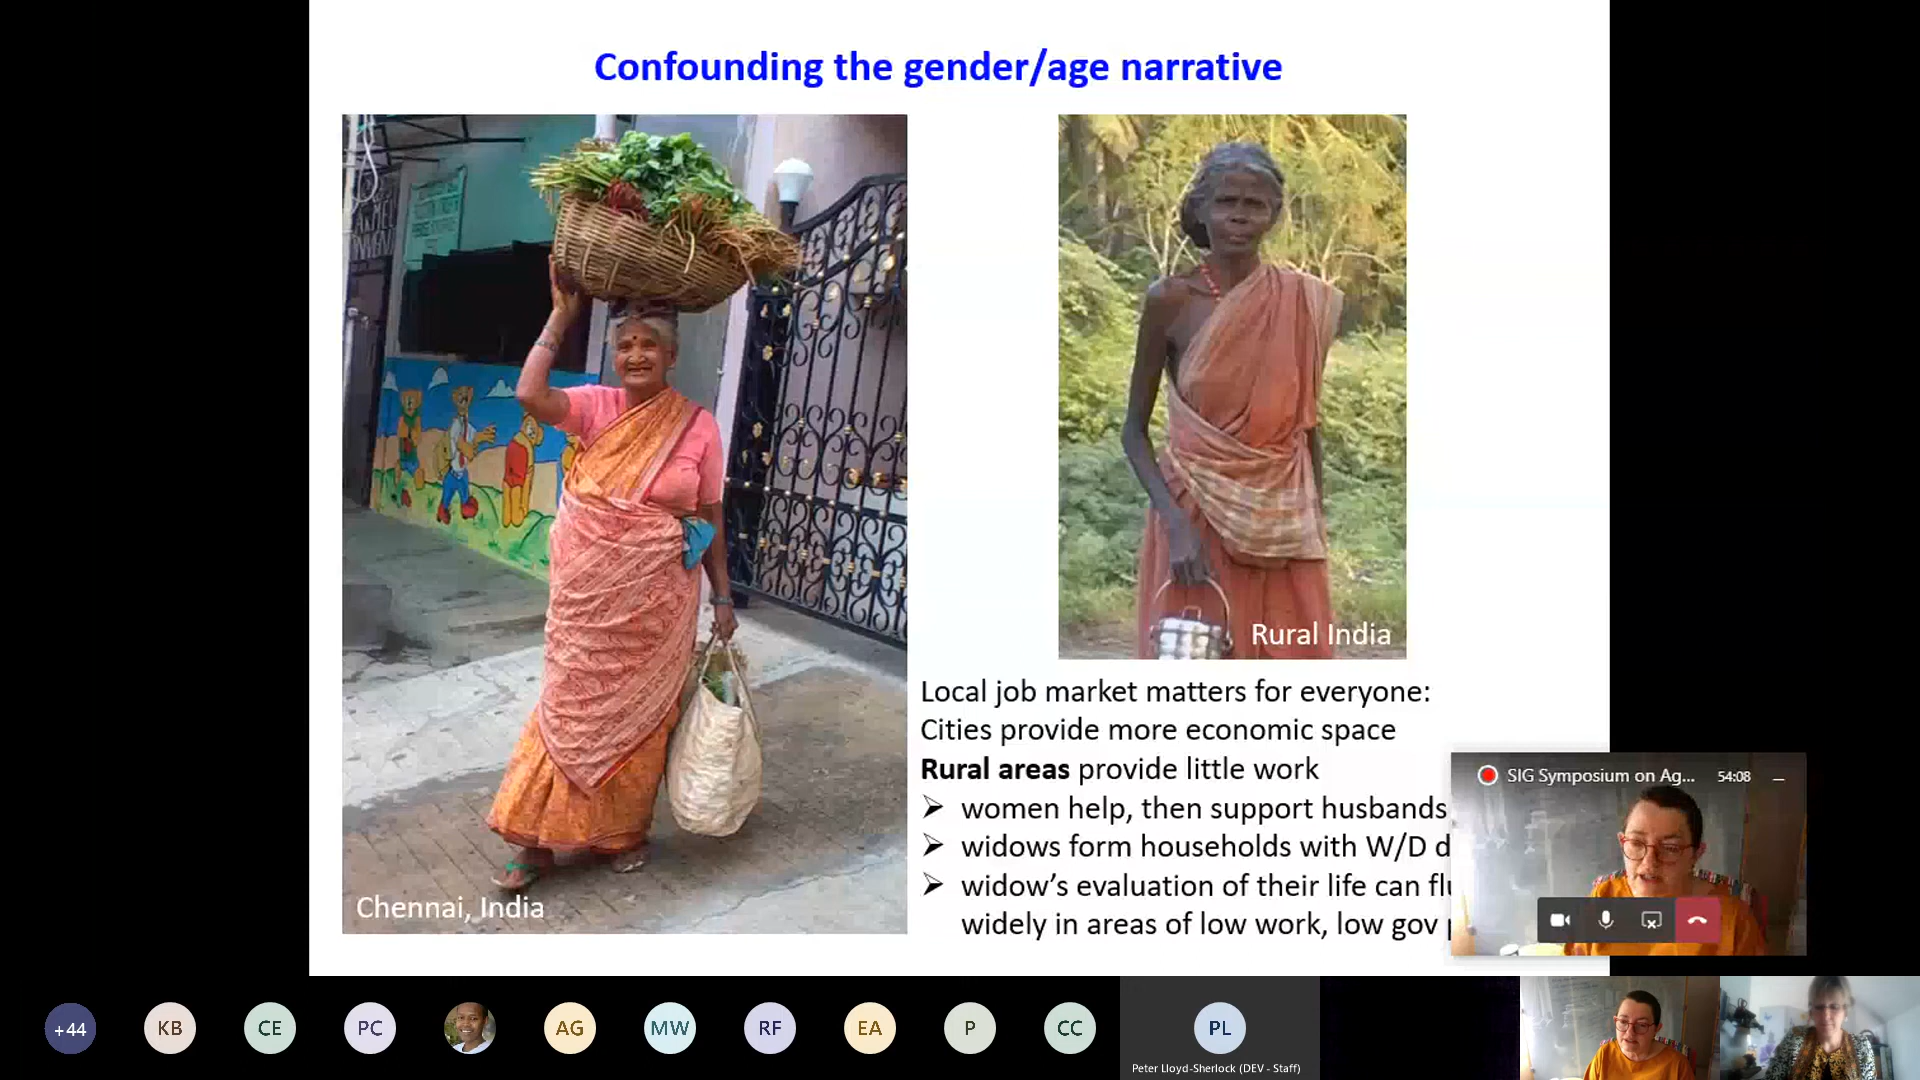 Confounding the gender/age narrative
Chennai, India
Rural India
Local job market matters for everyone:
Cities provide more economic space
Rural areas provide little work
➢ women help, then support husbands
➢ widows form households with W/D d
➢ widow’s evaluation of their life can flu
widely in areas of low work, low gov p
SIG Symposium on Ag... 54:08
+44
KB
CE
PC
AG
MW
RF
EA
P
CC
PL
Peter Lloyd-Sherlock (DEV - Staff)